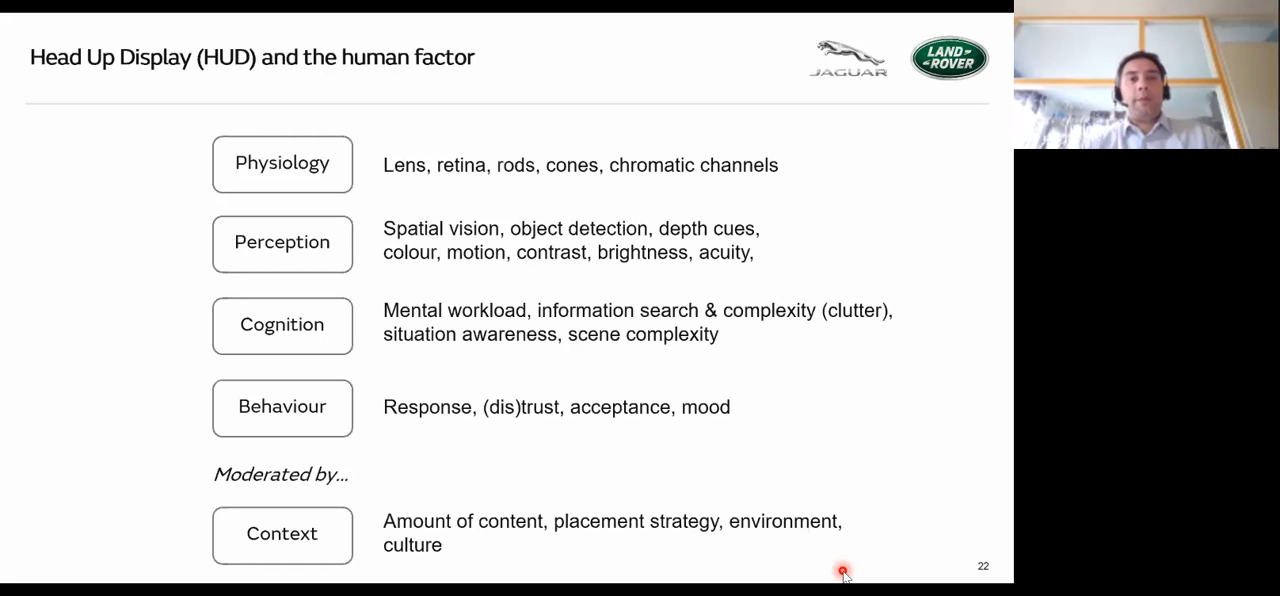 Head Up Display (HUD) and the human factor
JAGUAR
LAND
ROVER
Physiology
Lens, retina, rods, cones, chromatic channels
Perception
Spatial vision, object detection, depth cues,
colour, motion, contrast, brightness, acuity,
Cognition
Mental workload, information search & complexity (clutter),
situation awareness, scene complexity
Behaviour
Response, (dis)trust, acceptance, mood
Moderated by...
Context
Amount of content, placement strategy, environment,
culture
22